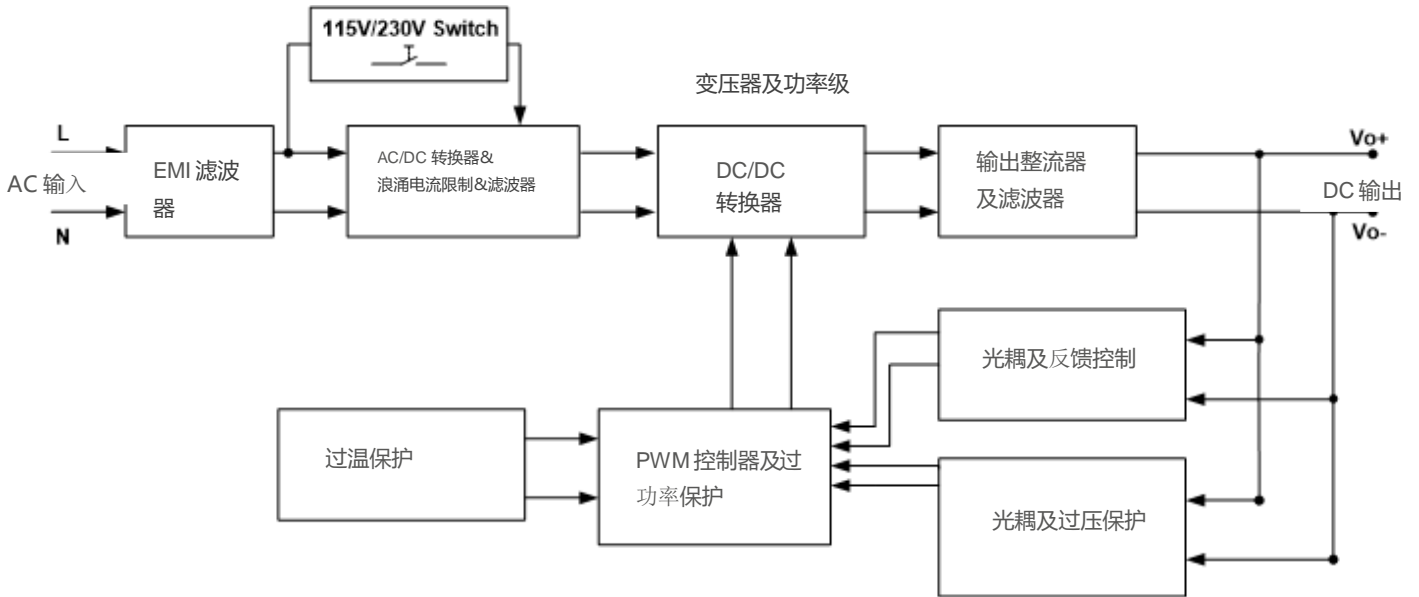 115V/230V Switch
变压器及功率级
L
AC 输入
N
EMI 滤波
器
AC/DC 转换器&
浪涌电流限制&滤波器
DC/DC
转换器
输出整流器
及滤波器
Vo+
DC 输出
Vo-
光耦及反馈控制
过温保护
PWM 控制器及过
功率保护
光耦及过压保护